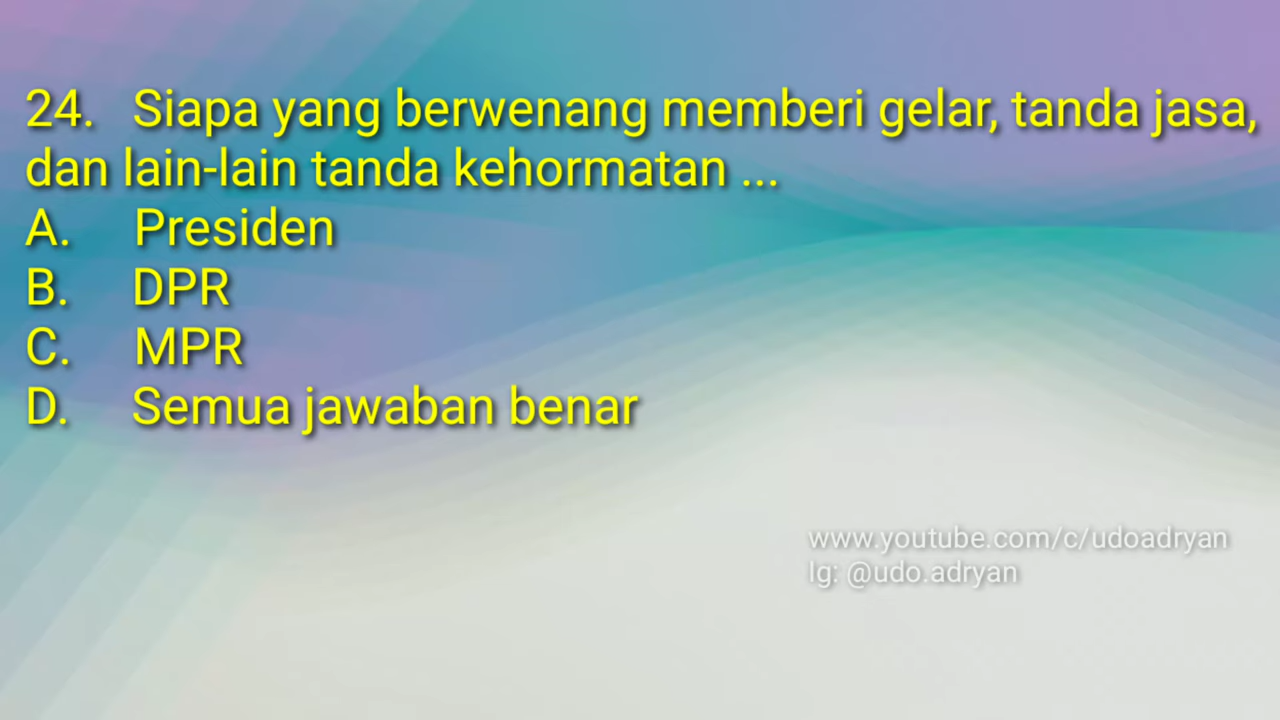 24. Siapa yang berwenang memberi gelar, tanda jasa,
dan lain-lain tanda kehormatan ...
A. Presiden
B. DPR
C. MPR
D. Semua jawaban benar
www.youtube.com/c/udoadryan
Ig: @udo.adryan